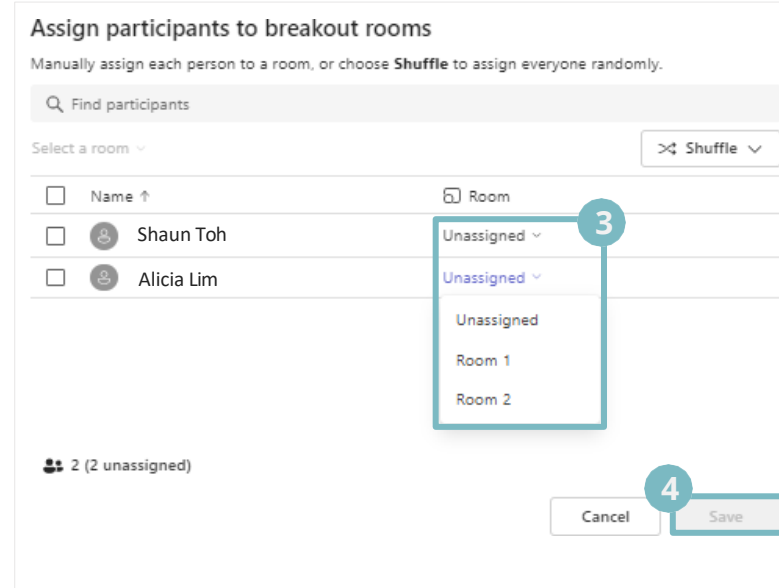 Assign participants to breakout rooms
Manually assign each person to a room, or choose Shuffle to assign everyone randomly.
Find participants
Select a room
Shuffle
Name ↑
Room
3
Shaun Toh
Unassigned
Alicia Lim
Unassigned
Unassigned
Room 1
Room 2
2 (2 unassigned)
4
Cancel
Save